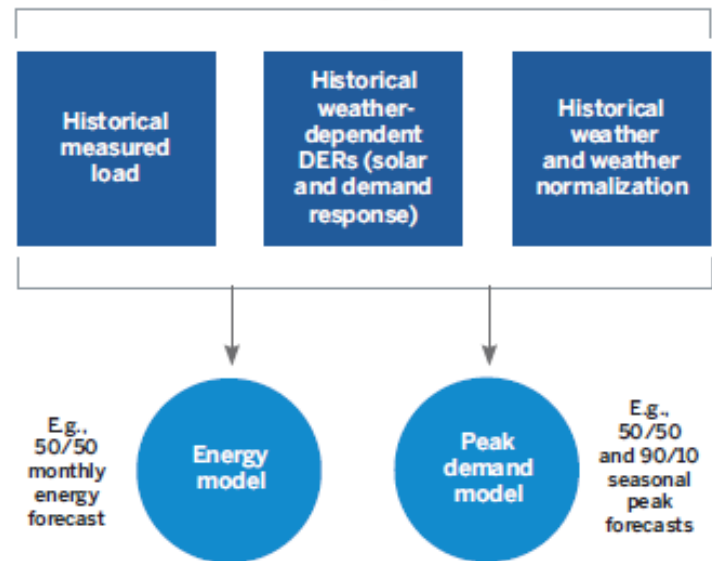 Historical
measured
load
Historical
weather-
dependent
DERs (solar
and demand
response)
Historical
weather
and weather
normalization
E.g.,
50/50
monthly
energy
forecast
Energy
model
Peak
demand
model
E.g.,
50/50
and 90/10
seasonal
peak
forecasts